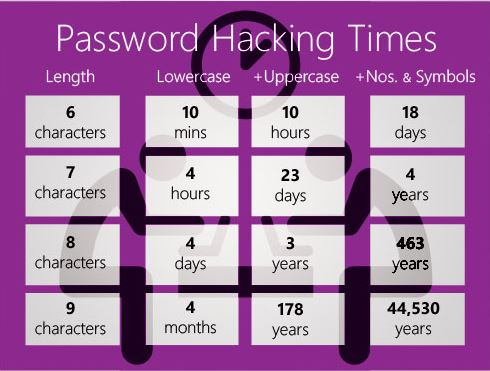 Password Hacking Times
Length Lowercase +Uppercase +Nos. & Symbols
6 characters 10 mins 10 hours 18 days
7 characters 4 hours 23 days 4 years
8 characters 4 days 3 years 463 years
9 characters 4 months 178 years 44,530 years